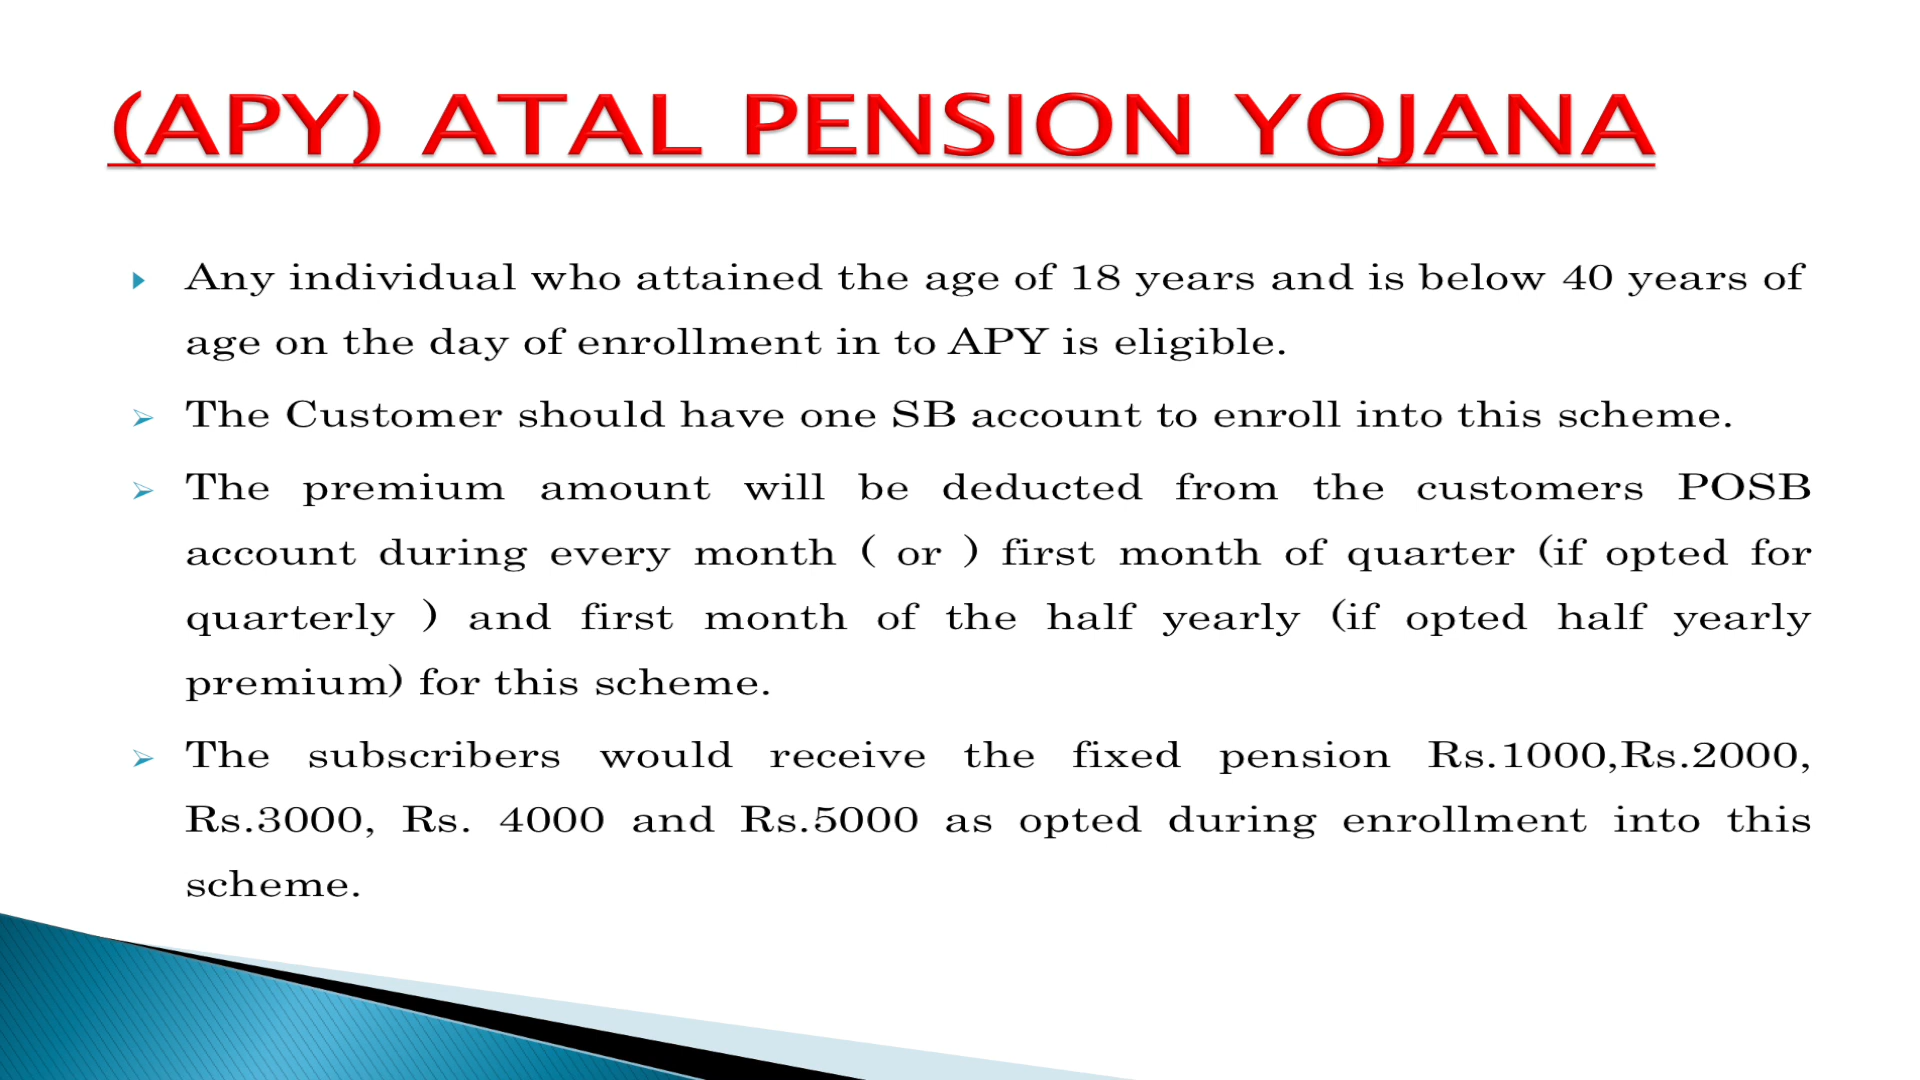 (APY) ATAL PENSION YOJANA
Any individual who attained the age of 18 years and is below 40 years of
age on the day of enrollment in to APY is eligible.
The Customer should have one SB account to enroll into this scheme.
The premium amount will be deducted from the customers POSB
account during every month ( or ) first month of quarter (if opted for
quarterly ) and first month of the half yearly (if opted half yearly
premium) for this scheme.
The subscribers would receive the fixed pension Rs.1000,Rs.2000,
Rs.3000, Rs. 4000 and Rs.5000 as opted during enrollment into this
scheme.